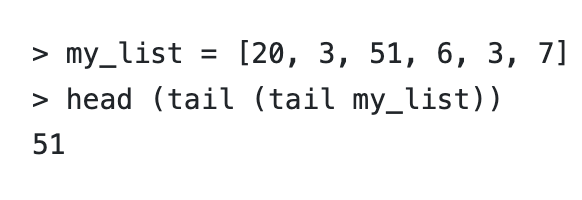 > my_list = [20, 3, 51, 6, 3, 7]
> head (tail (tail my_list))
51